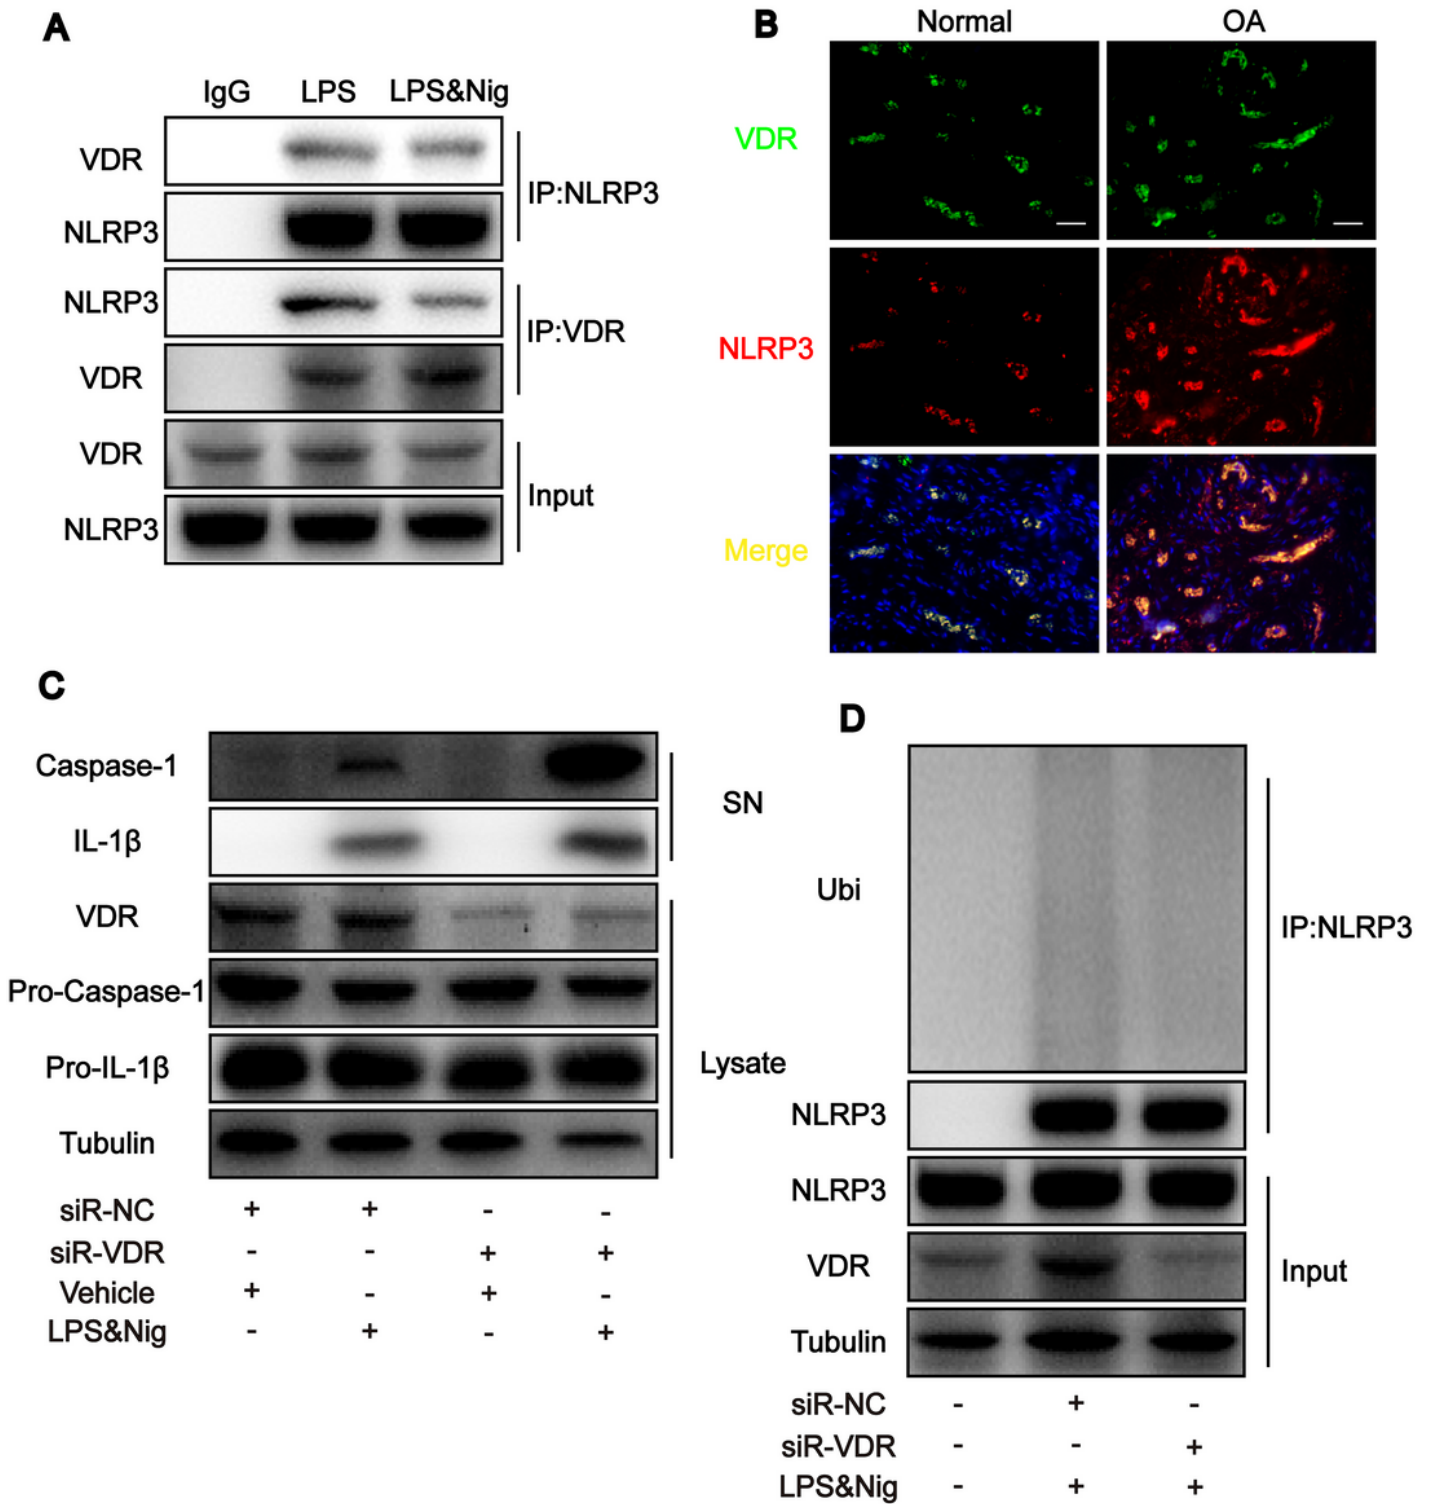 A
IgG LPS LPS&Nig
VDR
NLRP3
IP:NLRP3
NLRP3
VDR
IP:VDR
VDR
NLRP3
Input
B
Normal OA
VDR
NLRP3
Merge
C
Caspase-1
IL-1β
SN
VDR
Pro-Caspase-1
Pro-IL-1β
Tubulin
Lysate
siR-NC + + - -
siR-VDR - - + +
Vehicle + - + -
LPS&Nig - + - +
D
Ubi
NLRP3
IP:NLRP3
NLRP3
VDR
Tubulin
Input
siR-NC - + -
siR-VDR - - +
LPS&Nig - + +